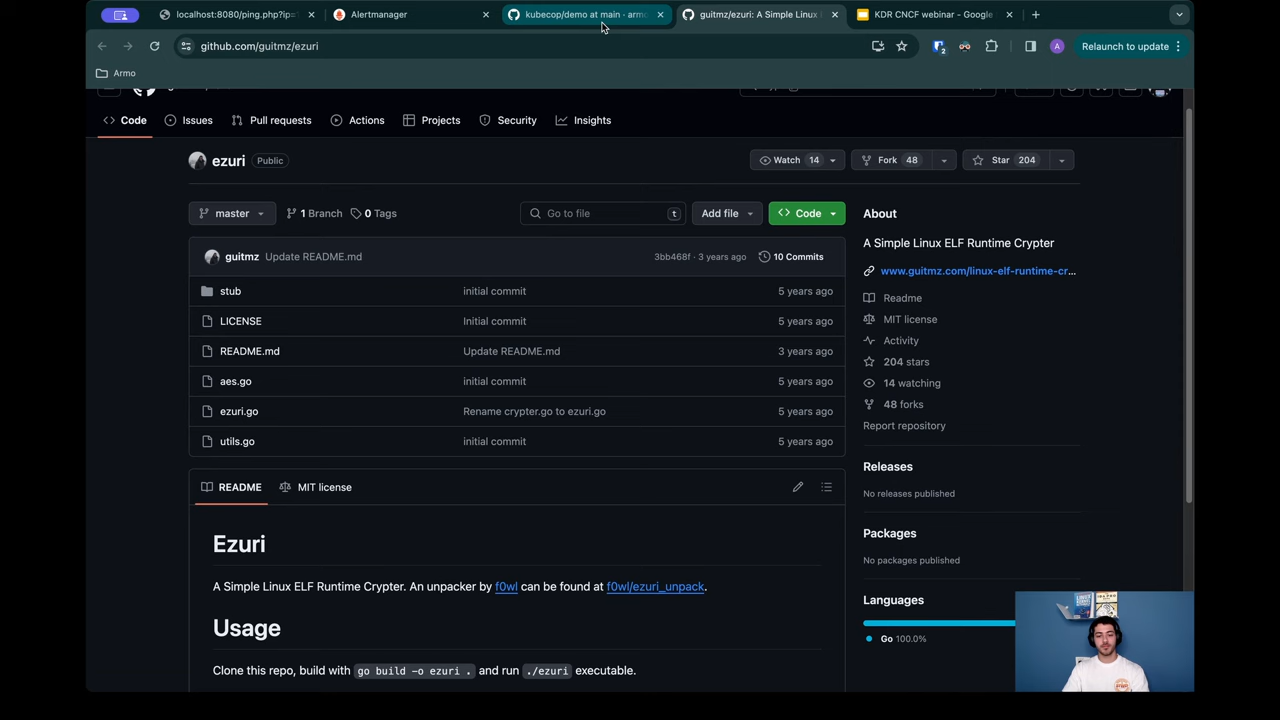 localhost:8080/ping.php?ip=
Alertmanager
kubecop/demo at main · armo
guitmz/ezuri: A Simple Linux
KDR CNCF webinar - Google
github.com/guitmz/ezuri
2
A
Relaunch to update
Armo
Code
Issues
Pull requests
Actions
Projects
Security
Insights
ezuri
Public
Watch 14
Fork 48
Star 204
master
1 Branch
0 Tags
Go to file
t
Add file
Code
About
A Simple Linux ELF Runtime Crypter
www.guitmz.com/linux-elf-runtime-cr...
Readme
MIT license
Activity
204 stars
14 watching
48 forks
Report repository
guitmz Update README.md 3bb468f · 3 years ago 10 Commits
stub initial commit 5 years ago
LICENSE Initial commit 5 years ago
README.md Update README.md 3 years ago
aes.go initial commit 5 years ago
ezuri.go Rename crypter.go to ezuri.go 5 years ago
utils.go initial commit 5 years ago
Releases
No releases published
Packages
No packages published
Languages
Go 100.0%
README
MIT license
Ezuri
A Simple Linux ELF Runtime Crypter. An unpacker by f0wl can be found at f0wl/ezuri_unpack.
Usage
Clone this repo, build with go build -o ezuri . and run ./ezuri executable.